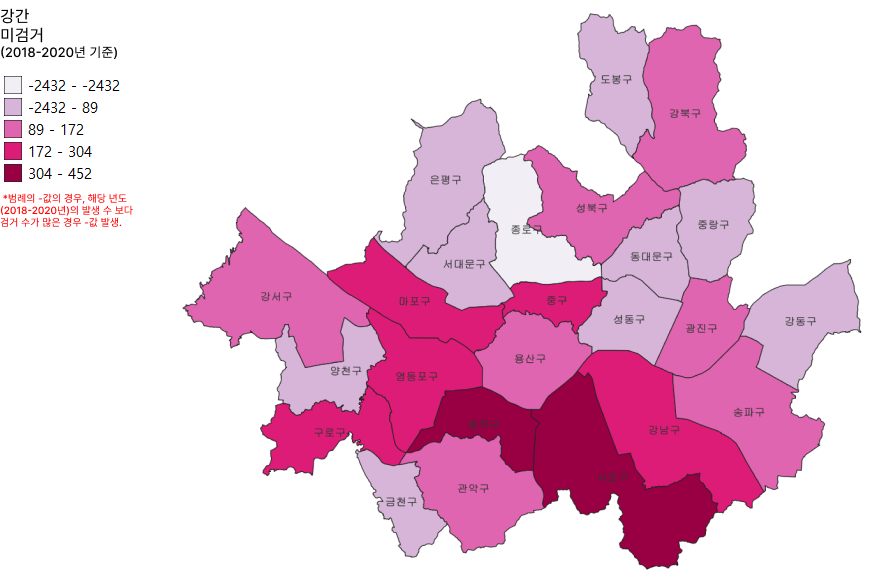 강간
미검거
(2018-2020년 기준)
-2432 - -2432
-2432 - 89
89 - 172
172 - 304
304 - 452
*범례의 -값의 경우, 해당 년도
(2018-2020년)의 발생 수 보다
검거 수가 많은 경우 -값 발생.
도봉구
강북구
은평구
성북구
종로구
중랑구
동대문구
서대문구
강서구
마포구
중구
성동구
광진구
강동구
용산구
양천구
영등포구
송파구
동작구
구로구
강남구
서초구
관악구
금천구